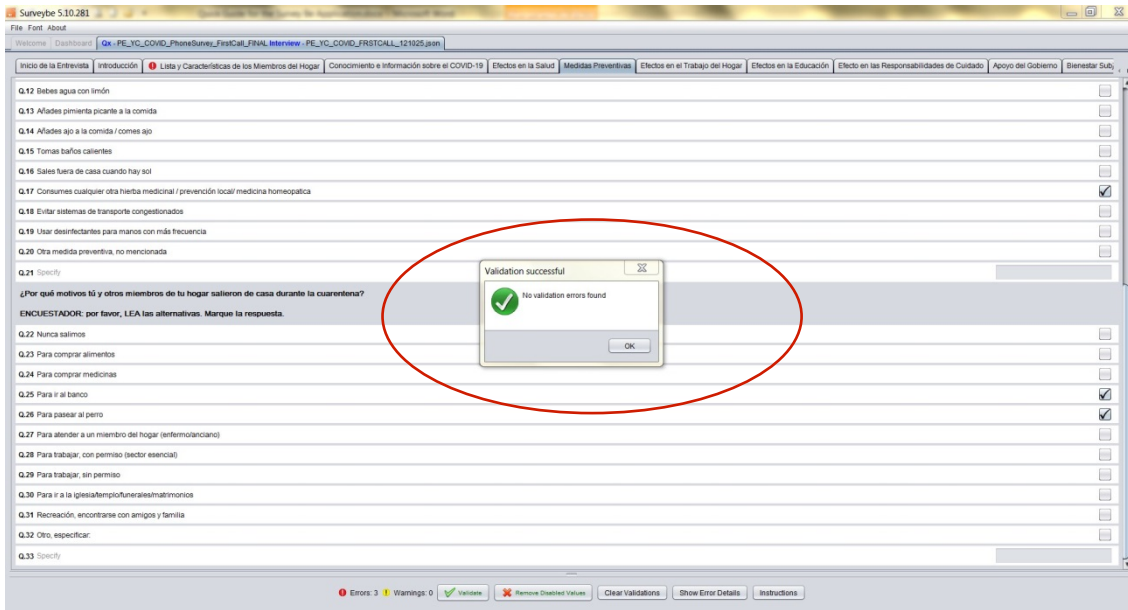 Surveybe 5.10.281
File Font About
Welcome Dashboard Qx - PE_YC_COVID_PhoneSurvey_FirstCall_FINAL Interview - PE_YC_COVID_FRSTCALL_121025.json
Inicio de la Entrevista Introducción Lista y Características de los Miembros del Hogar Conocimiento e Información sobre el COVID-19 Efectos en la Salud Medidas Preventivas Efectos en el Trabajo del Hogar Efectos en la Educación Efecto en las Responsabilidades de Cuidado Apoyo del Gobierno Bienestar Subj
Q.12 Bebes agua con limón
Q.13 Añades pimienta picante a la comida
Q.14 Añades ajo a la comida / comes ajo
Q.15 Tomas baños calientes
Q.16 Sales fuera de casa cuando hay sol
Q.17 Consumes cualquier otra hierba medicinal / prevención local/ medicina homeopatica
Q.18 Evitar sistemas de transporte congestionados
Q.19 Usar desinfectantes para manos con más frecuencia
Q.20 Otra medida preventiva, no mencionada
Q.21 Specify
Validation successful
No validation errors found
OK
¿Por qué motivos tú y otros miembros de tu hogar salieron de casa durante la cuarentena?
ENCUESTADOR: por favor, LEA las alternativas. Marque la respuesta.
Q.22 Nunca salimos
Q.23 Para comprar alimentos
Q.24 Para comprar medicinas
Q.25 Para ir al banco
Q.26 Para pasear al perro
Q.27 Para atender a un miembro del hogar (enfermo/anciano)
Q.28 Para trabajar, con permiso (sector esencial)
Q.29 Para trabajar, sin permiso
Q.30 Para ir a la iglesia/templo/funerales/matrimonios
Q.31 Recreación, encontrarse con amigos y familia
Q.32 Otro, especificar:
Q.33 Specify
Errors: 3 Warnings: 0 Validate Remove Disabled Values Clear Validations Show Error Details Instructions